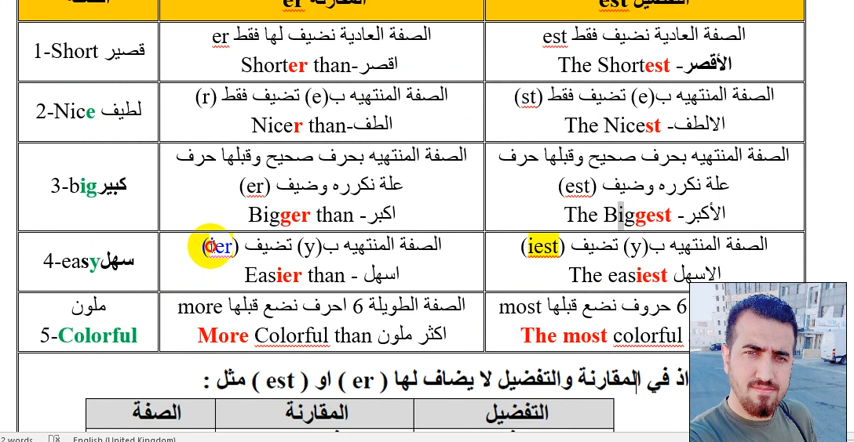 الصفة المقارنة er التفضيل est
1-Short قصير
الصفة العادية نضيف لها فقط er
Shorter than-اقصر
الصفة العادية نضيف فقط est
The Shortest -الأقصر
2-Nice لطيف
الصفة المنتهيه ب(e) تضيف فقط (r)
Nicer than-الطف
الصفة المنتهيه ب(e) تضيف فقط (st)
The Nicest -الالطف
3-big كبير
الصفة المنتهيه بحرف صحيح وقبلها حرف
علة نكرره وضيف (er)
Bigger than -اكبر
الصفة المنتهيه بحرف صحيح وقبلها حرف
علة نكرره وضيف (est)
The Biggest -الأكبر
4-easy سهل
الصفة المنتهيه ب(y) تضيف (ier)
Easier than - اسهل
الصفة المنتهيه ب(y) تضيف (iest)
The easiest -الاسهل
ملون
5-Colorful
الصفة الطويلة 6 احرف نضع قبلها more
More Colorful than اكثر ملون
6 حروف نضع قبلها most
The most colorful
في المقارنة والتفضيل لا يضاف لها ( er ) او ( est ) مثل :
الصفة المقارنة التفضيل
2 words English (United Kingdom)